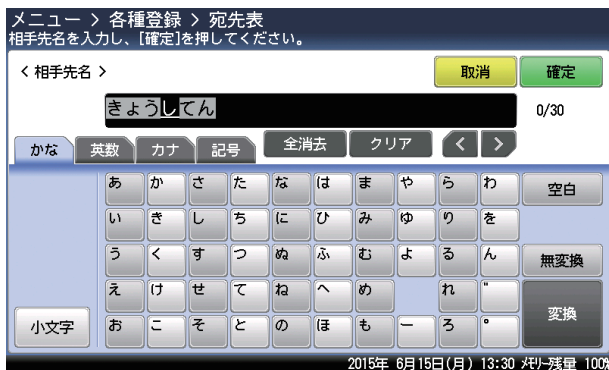 メニュー > 各種登録 > 宛先表
相手先名を入力し、[確定]を押してください。
< 相手先名 > 取消 確定
きょうしてん 0/30
かな 英数 カナ 記号 全消去 クリア < >
あ か さ た な は ま や ら わ 空白
い き し ち に ひ み ゆ り を
う く す つ ぬ ふ む よ る ん 無変換
え け せ て ね へ め れ ゛ 変換
小文字 お こ そ と の ほ も ー ろ ゜
2015年 6月15日(月) 13:30 メモリー残量 100%